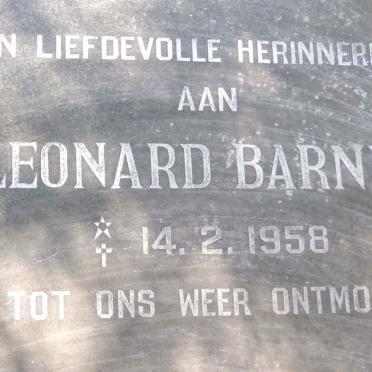 N LIEFDEVOLLE HERINNER
AAN
LEONARD BARN
14.2.1958
TOT ONS WEER ONTMO